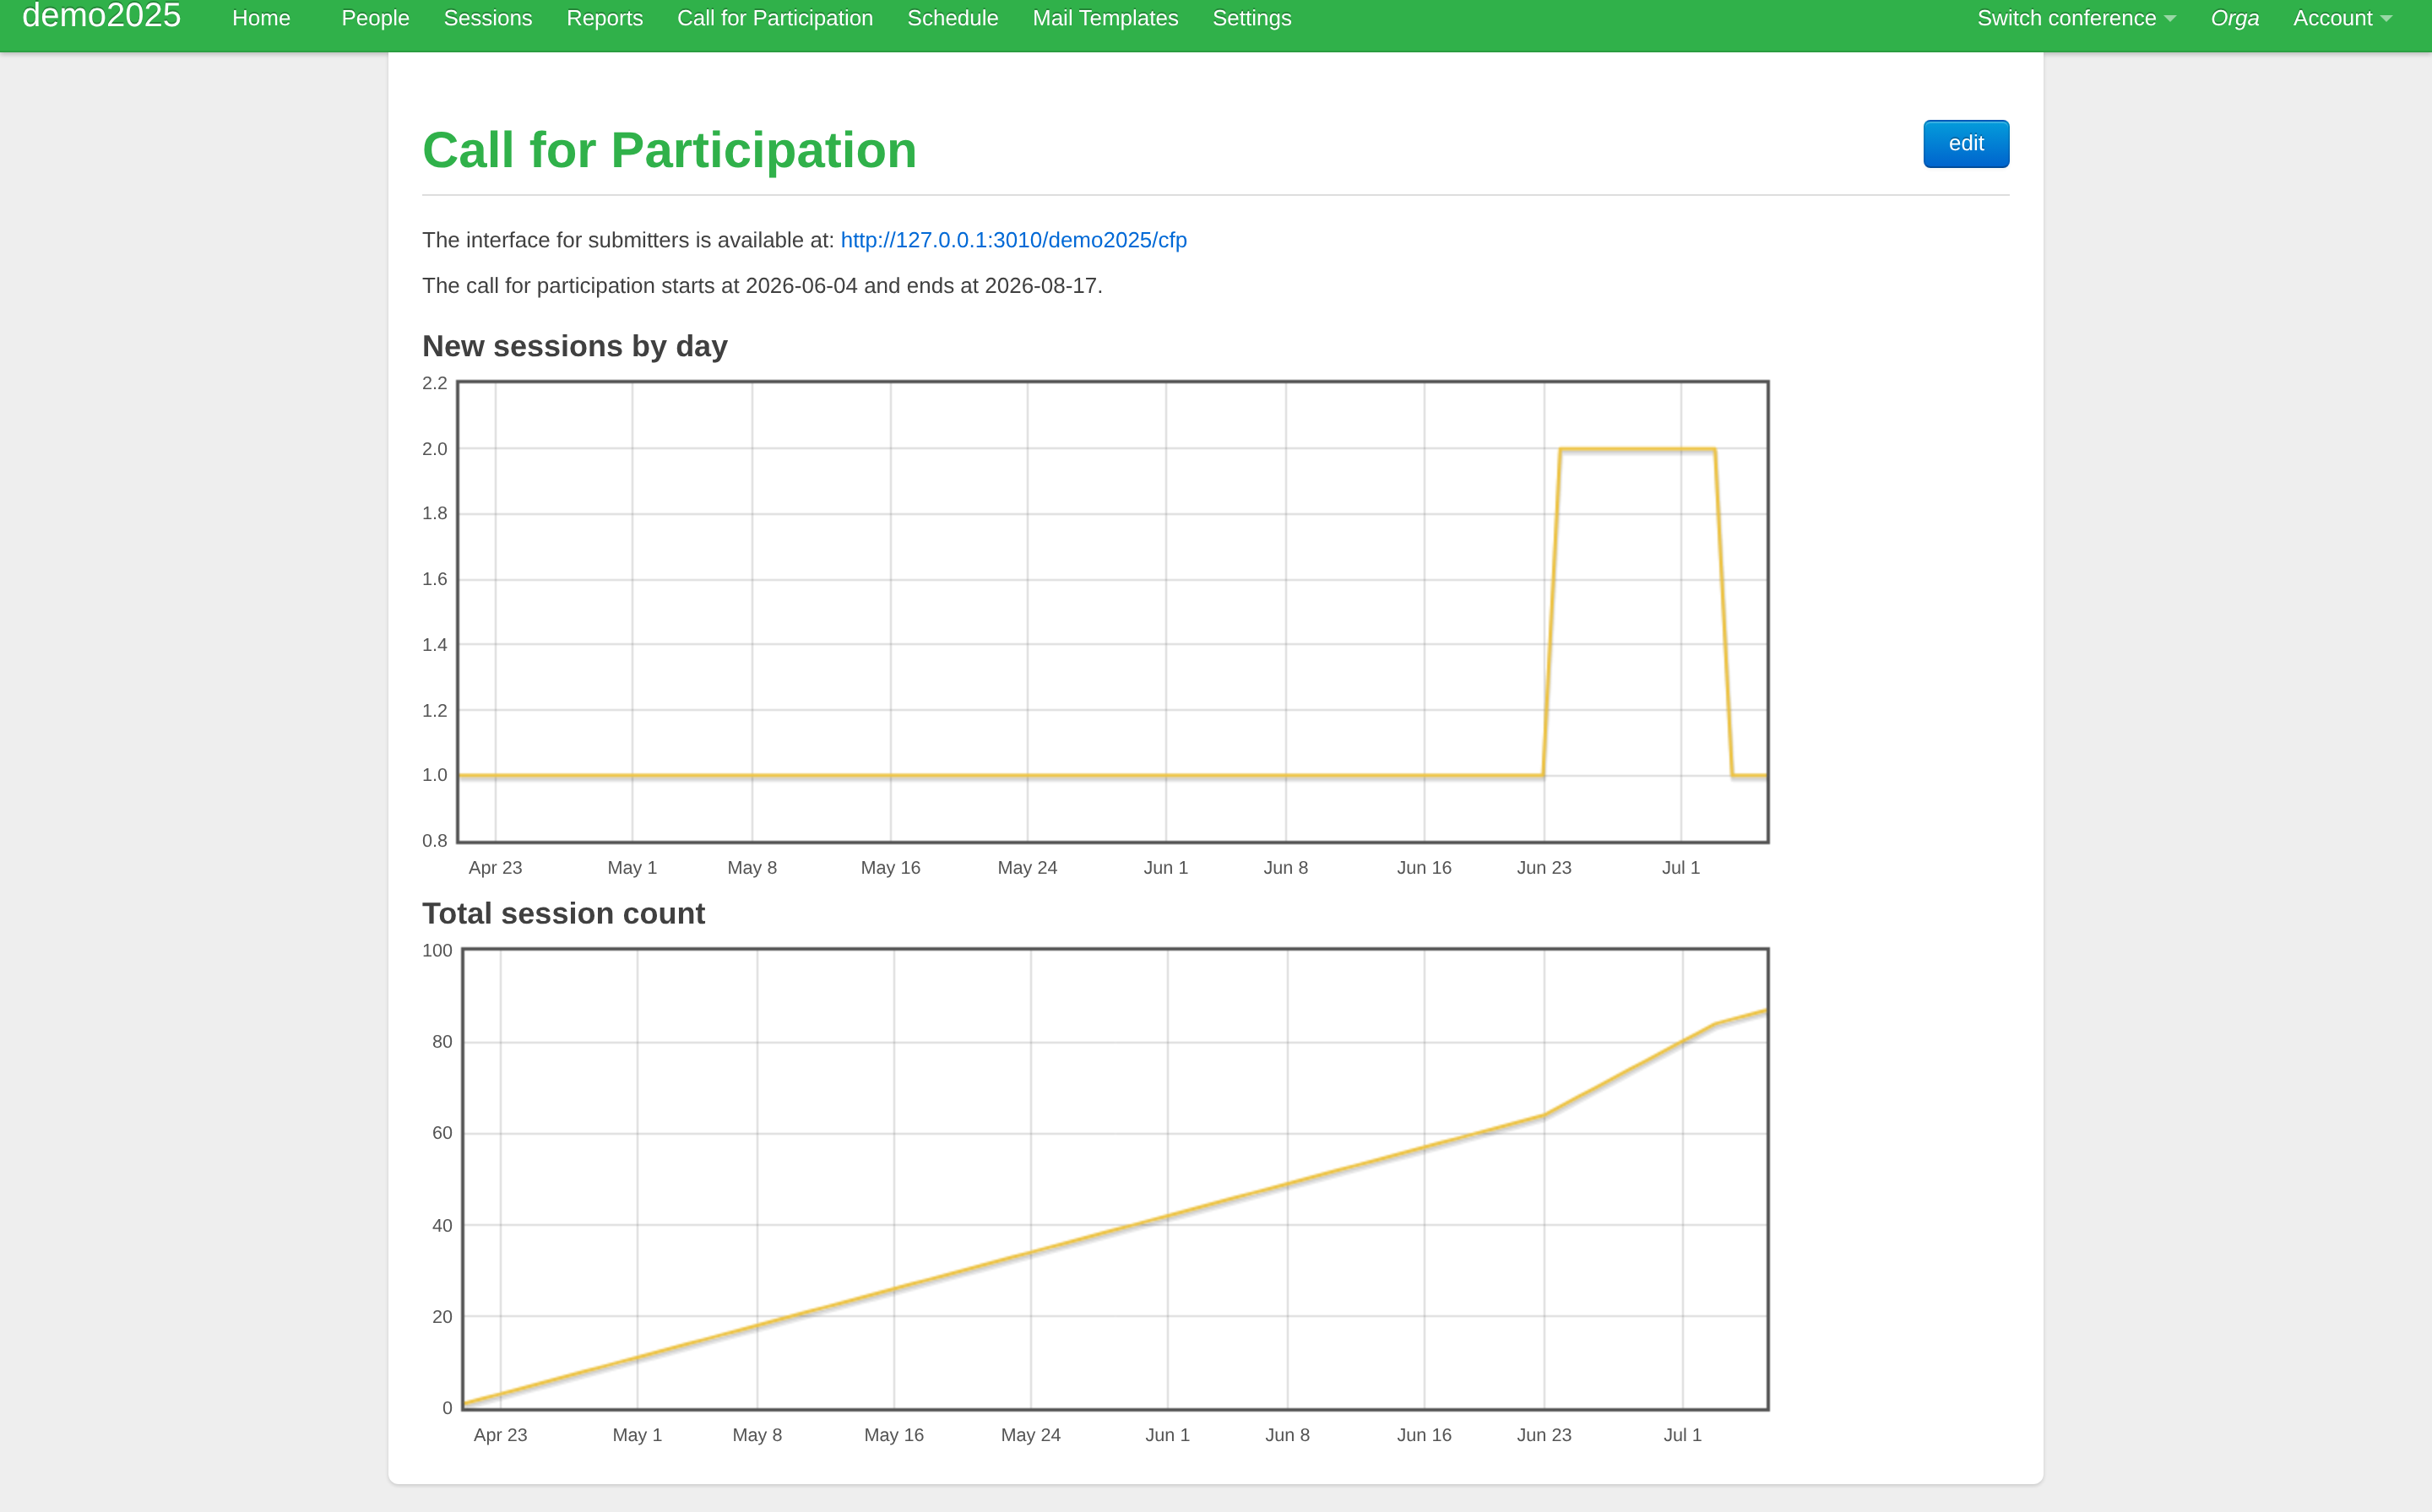 demo2025 Home People Sessions Reports Call for Participation Schedule Mail Templates Settings Switch conference Orga Account
Call for Participation
edit
The interface for submitters is available at: http://127.0.0.1:3010/demo2025/cfp
The call for participation starts at 2026-06-04 and ends at 2026-08-17.
New sessions by day
2.2
2.0
1.8
1.6
1.4
1.2
1.0
0.8
Apr 23 May 1 May 8 May 16 May 24 Jun 1 Jun 8 Jun 16 Jun 23 Jul 1
Total session count
100
80
60
40
20
0
Apr 23 May 1 May 8 May 16 May 24 Jun 1 Jun 8 Jun 16 Jun 23 Jul 1